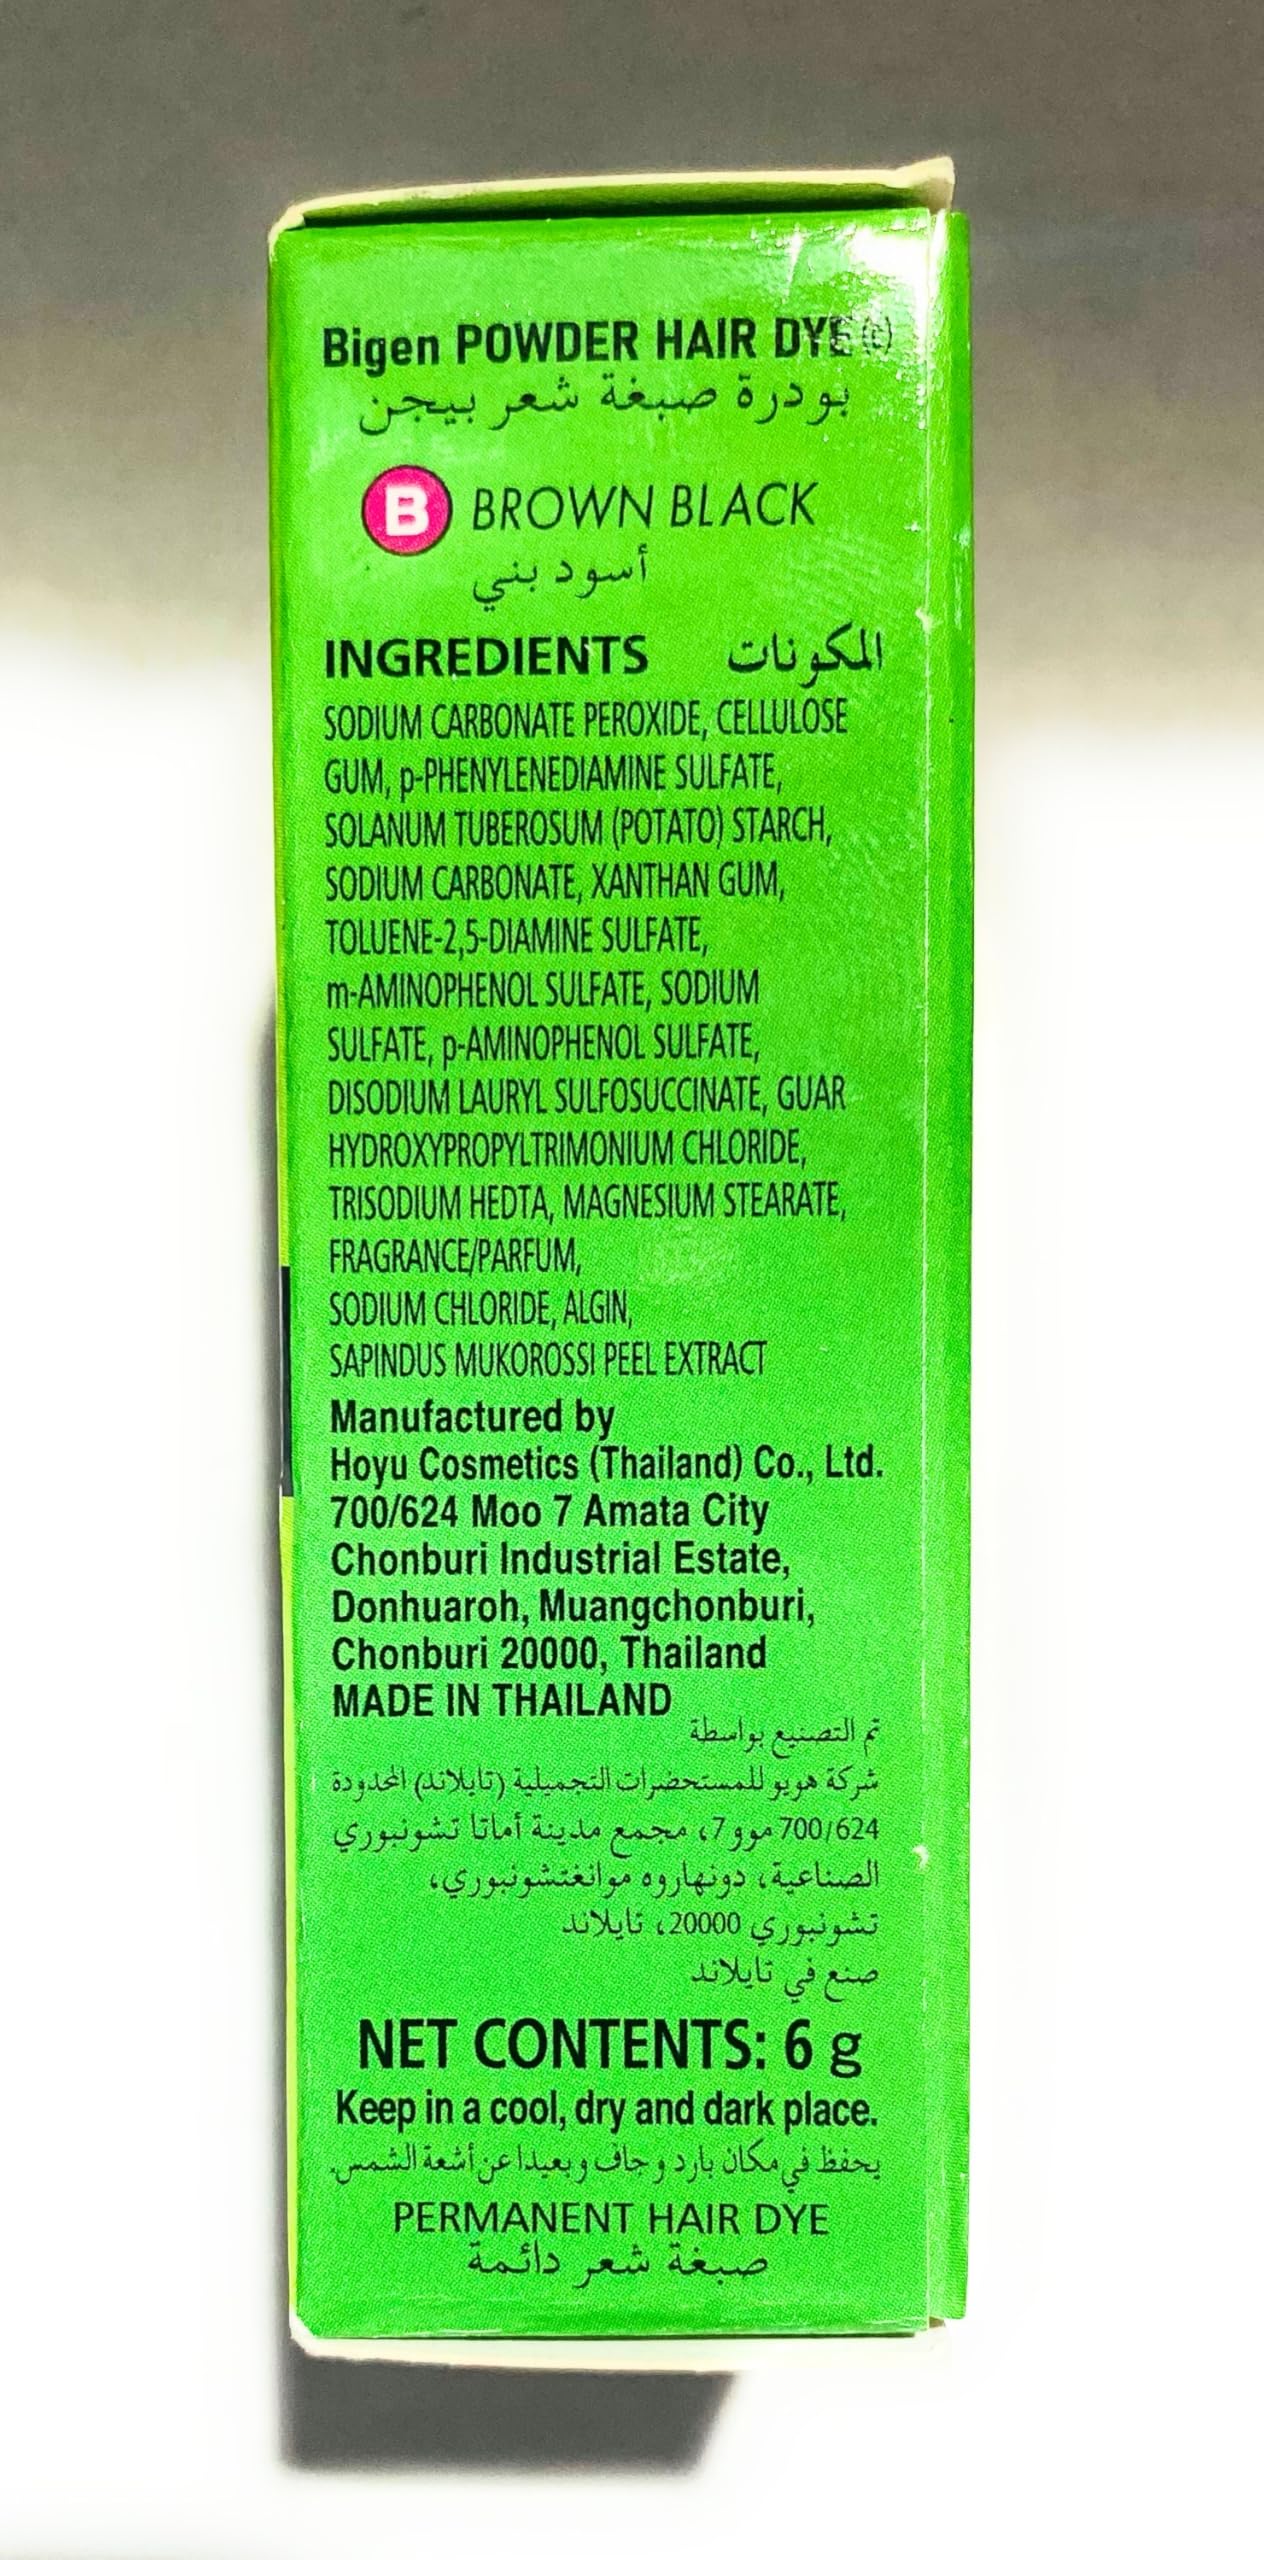 Bigen POWDER HAIR DYE (c)
بودرة صبغة شعر بيجن
B BROWN BLACK
أسود بني
INGREDIENTS المكونات
SODIUM CARBONATE PEROXIDE, CELLULOSE
GUM, p-PHENYLENEDIAMINE SULFATE,
SOLANUM TUBEROSUM (POTATO) STARCH,
SODIUM CARBONATE, XANTHAN GUM,
TOLUENE-2,5-DIAMINE SULFATE,
m-AMINOPHENOL SULFATE, SODIUM
SULFATE, p-AMINOPHENOL SULFATE,
DISODIUM LAURYL SULFOSUCCINATE, GUAR
HYDROXYPROPYLTRIMONIUM CHLORIDE,
TRISODIUM HEDTA, MAGNESIUM STEARATE,
FRAGRANCE/PARFUM,
SODIUM CHLORIDE, ALGIN,
SAPINDUS MUKOROSSI PEEL EXTRACT
Manufactured by
Hoyu Cosmetics (Thailand) Co., Ltd.
700/624 Moo 7 Amata City
Chonburi Industrial Estate,
Donhuaroh, Muangchonburi,
Chonburi 20000, Thailand
MADE IN THAILAND
تم التصنيع بواسطة
شركة هويو للمستحضرات التجميلية (تايلاند) المحدودة
700/624 موو 7، مجمع مدينة أماتا تشونبوري
الصناعية، دونهاروه موانغتشونبوري،
تشونبوري 20000، تايلاند
صنع في تايلاند
NET CONTENTS: 6 g
Keep in a cool, dry and dark place.
يحفظ في مكان بارد و جاف و بعيدا عن أشعة الشمس.
PERMANENT HAIR DYE
صبغة شعر دائمة